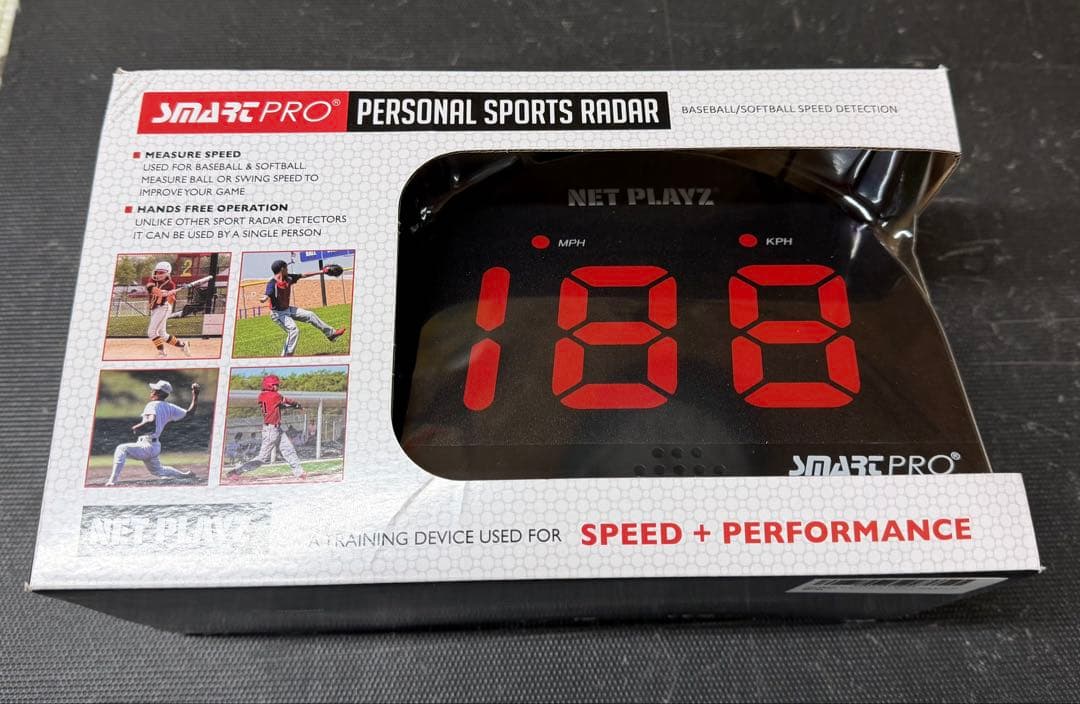 SMARTPRO® PERSONAL SPORTS RADAR BASEBALL/SOFTBALL SPEED DETECTION
MEASURE SPEED
USED FOR BASEBALL & SOFTBALL.
MEASURE BALL OR SWING SPEED TO
IMPROVE YOUR GAME
HANDS FREE OPERATION
UNLIKE OTHER SPORT RADAR DETECTORS
IT CAN BE USED BY A SINGLE PERSON
2
NET PLAYZ
MPH KPH
188
SMARTPRO®
NET PLAYZ
A TRAINING DEVICE USED FOR SPEED + PERFORMANCE